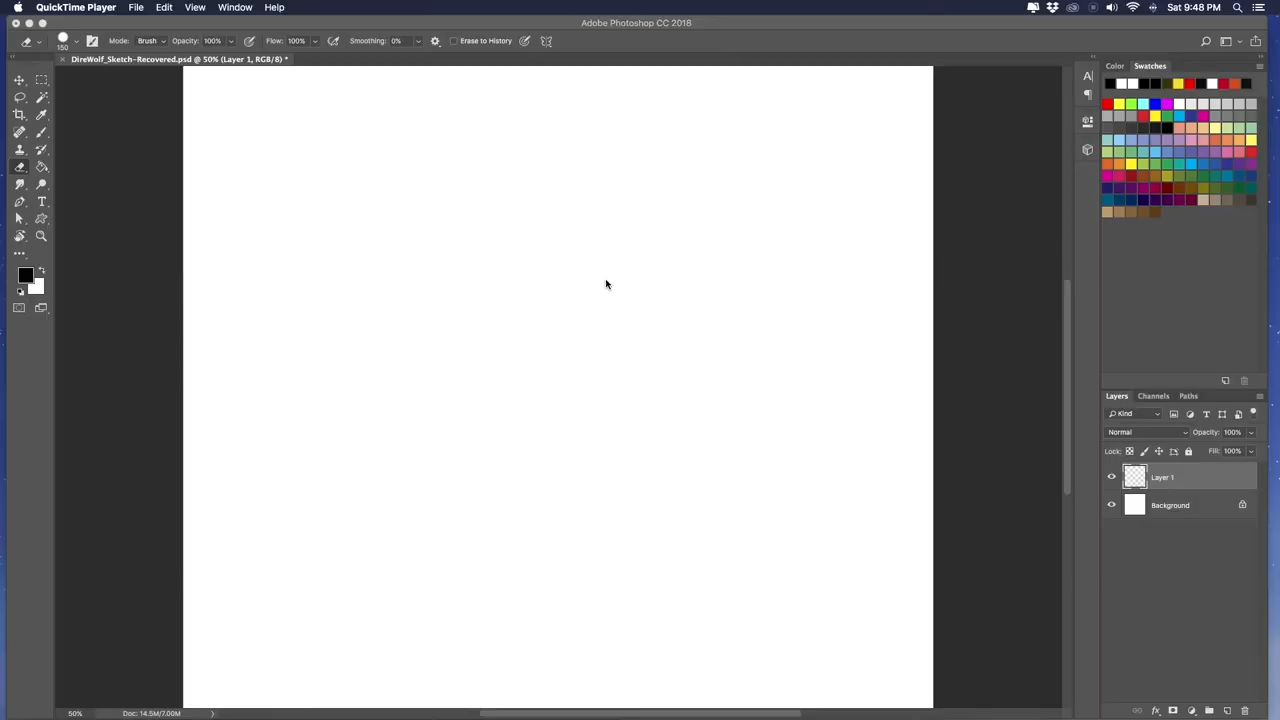 QuickTime Player File Edit View Window Help Sat 9:48 PM
Adobe Photoshop CC 2018
150 Mode: Brush Opacity: 100% Flow: 100% Smoothing: 0% Erase to History
DireWolf_Sketch-Recovered.psd @ 50% (Layer 1, RGB/8) *
Color Swatches
Layers Channels Paths
Kind
Normal Opacity: 100%
Lock: Fill: 100%
Layer 1
Background
50% Doc: 14.5M/7.00M